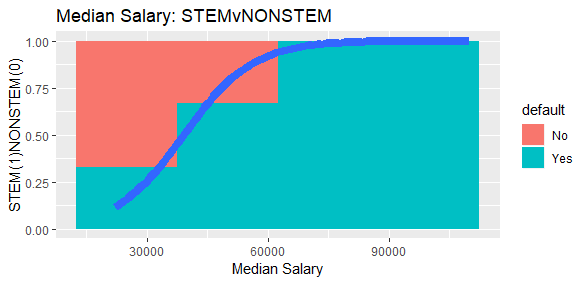 Median Salary: STEMvNONSTEM
STEM(1)NONSTEM(0)
1.00
0.75
0.50
0.25
0.00
30000
60000
90000
Median Salary
default
No
Yes